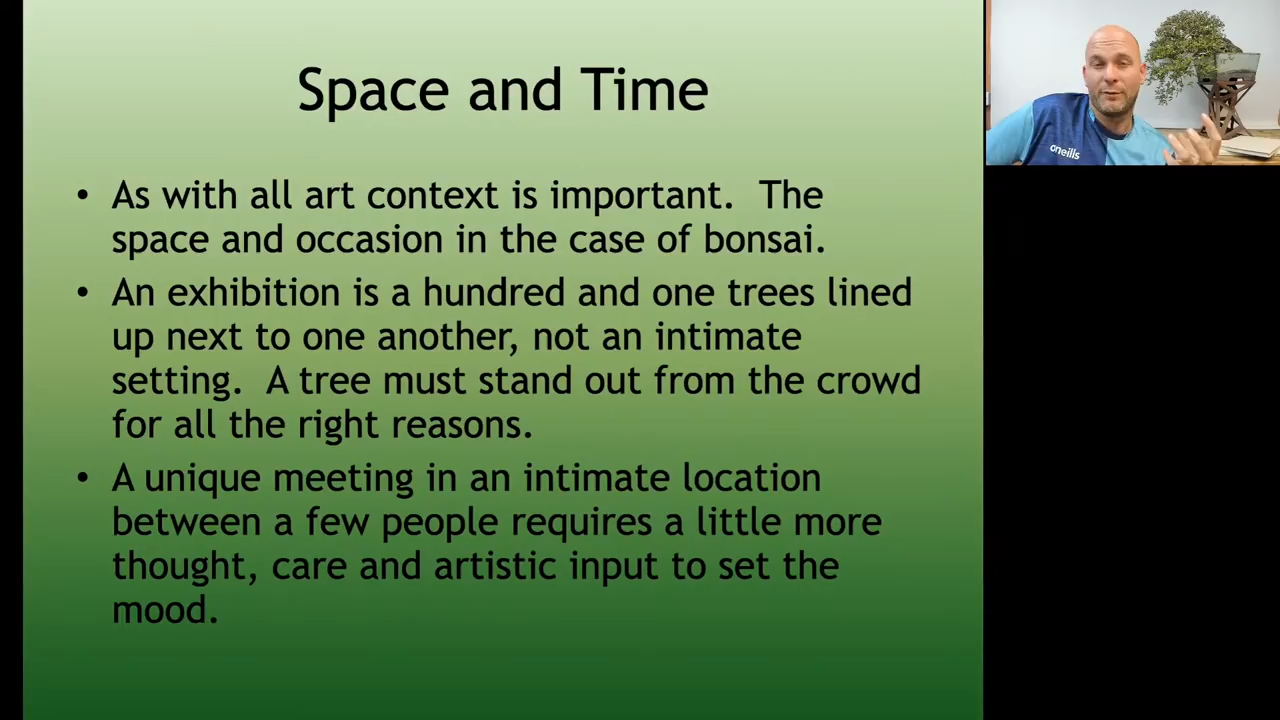 Space and Time
• As with all art context is important.  The
space and occasion in the case of bonsai.
• An exhibition is a hundred and one trees lined
up next to one another, not an intimate
setting.  A tree must stand out from the crowd
for all the right reasons.
• A unique meeting in an intimate location
between a few people requires a little more
thought, care and artistic input to set the
mood.
oneills